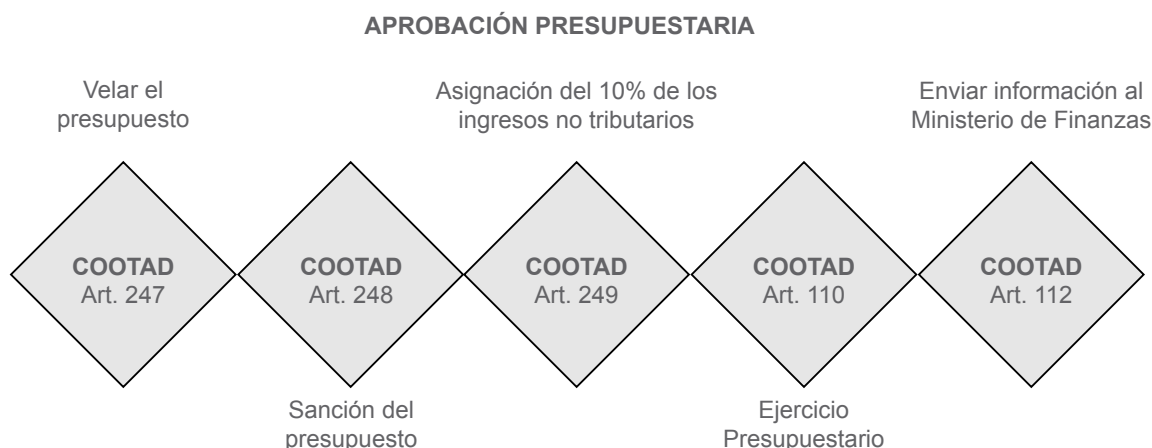 APROBACIÓN PRESUPUESTARIA
Velar el
presupuesto
Asignación del 10% de los
ingresos no tributarios
Enviar información al
Ministerio de Finanzas
COOTAD
Art. 247
COOTAD
Art. 248
COOTAD
Art. 249
COOTAD
Art. 110
COOTAD
Art. 112
Sanción del
presupuesto
Ejercicio
Presupuestario